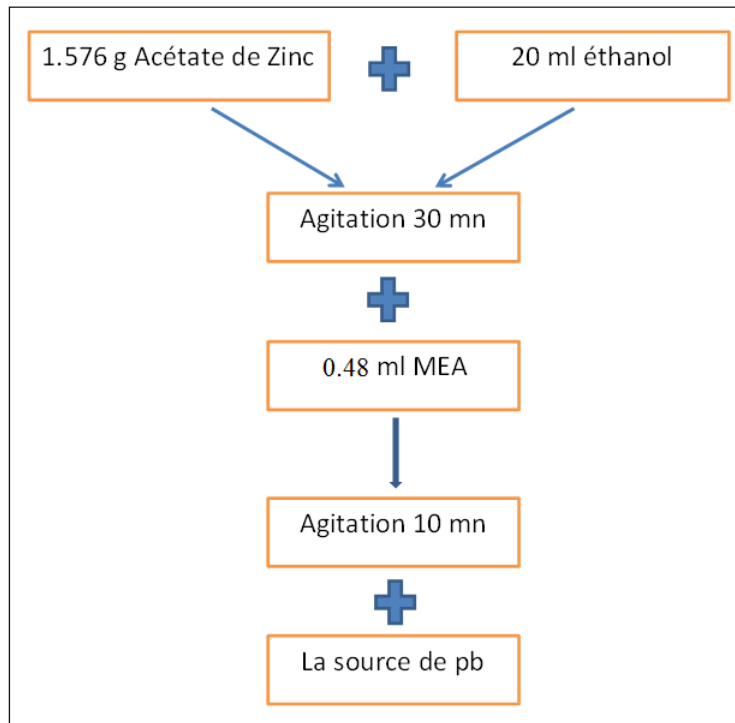 1.576 g Acétate de Zinc
20 ml éthanol
Agitation 30 mn
0.48 ml MEA
Agitation 10 mn
La source de pb